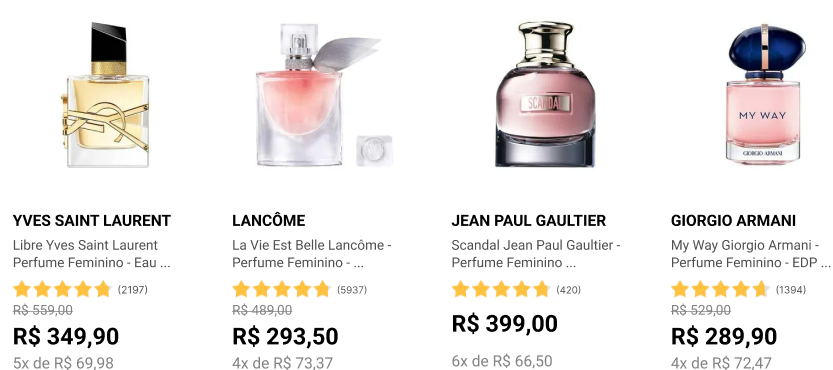 SCANDAL
MY WAY
GIORGIO ARMANI
YVES SAINT LAURENT
Libre Yves Saint Laurent
Perfume Feminino - Eau ...
(2197)
R$ 559,00
R$ 349,90
5x de R$ 69,98
LANCÔME
La Vie Est Belle Lancôme -
Perfume Feminino - ...
(5937)
R$ 489,00
R$ 293,50
4x de R$ 73,37
JEAN PAUL GAULTIER
Scandal Jean Paul Gaultier -
Perfume Feminino ...
(420)
R$ 399,00
6x de R$ 66,50
GIORGIO ARMANI
My Way Giorgio Armani -
Perfume Feminino - EDP ...
(1394)
R$ 529,00
R$ 289,90
4x de R$ 72,47